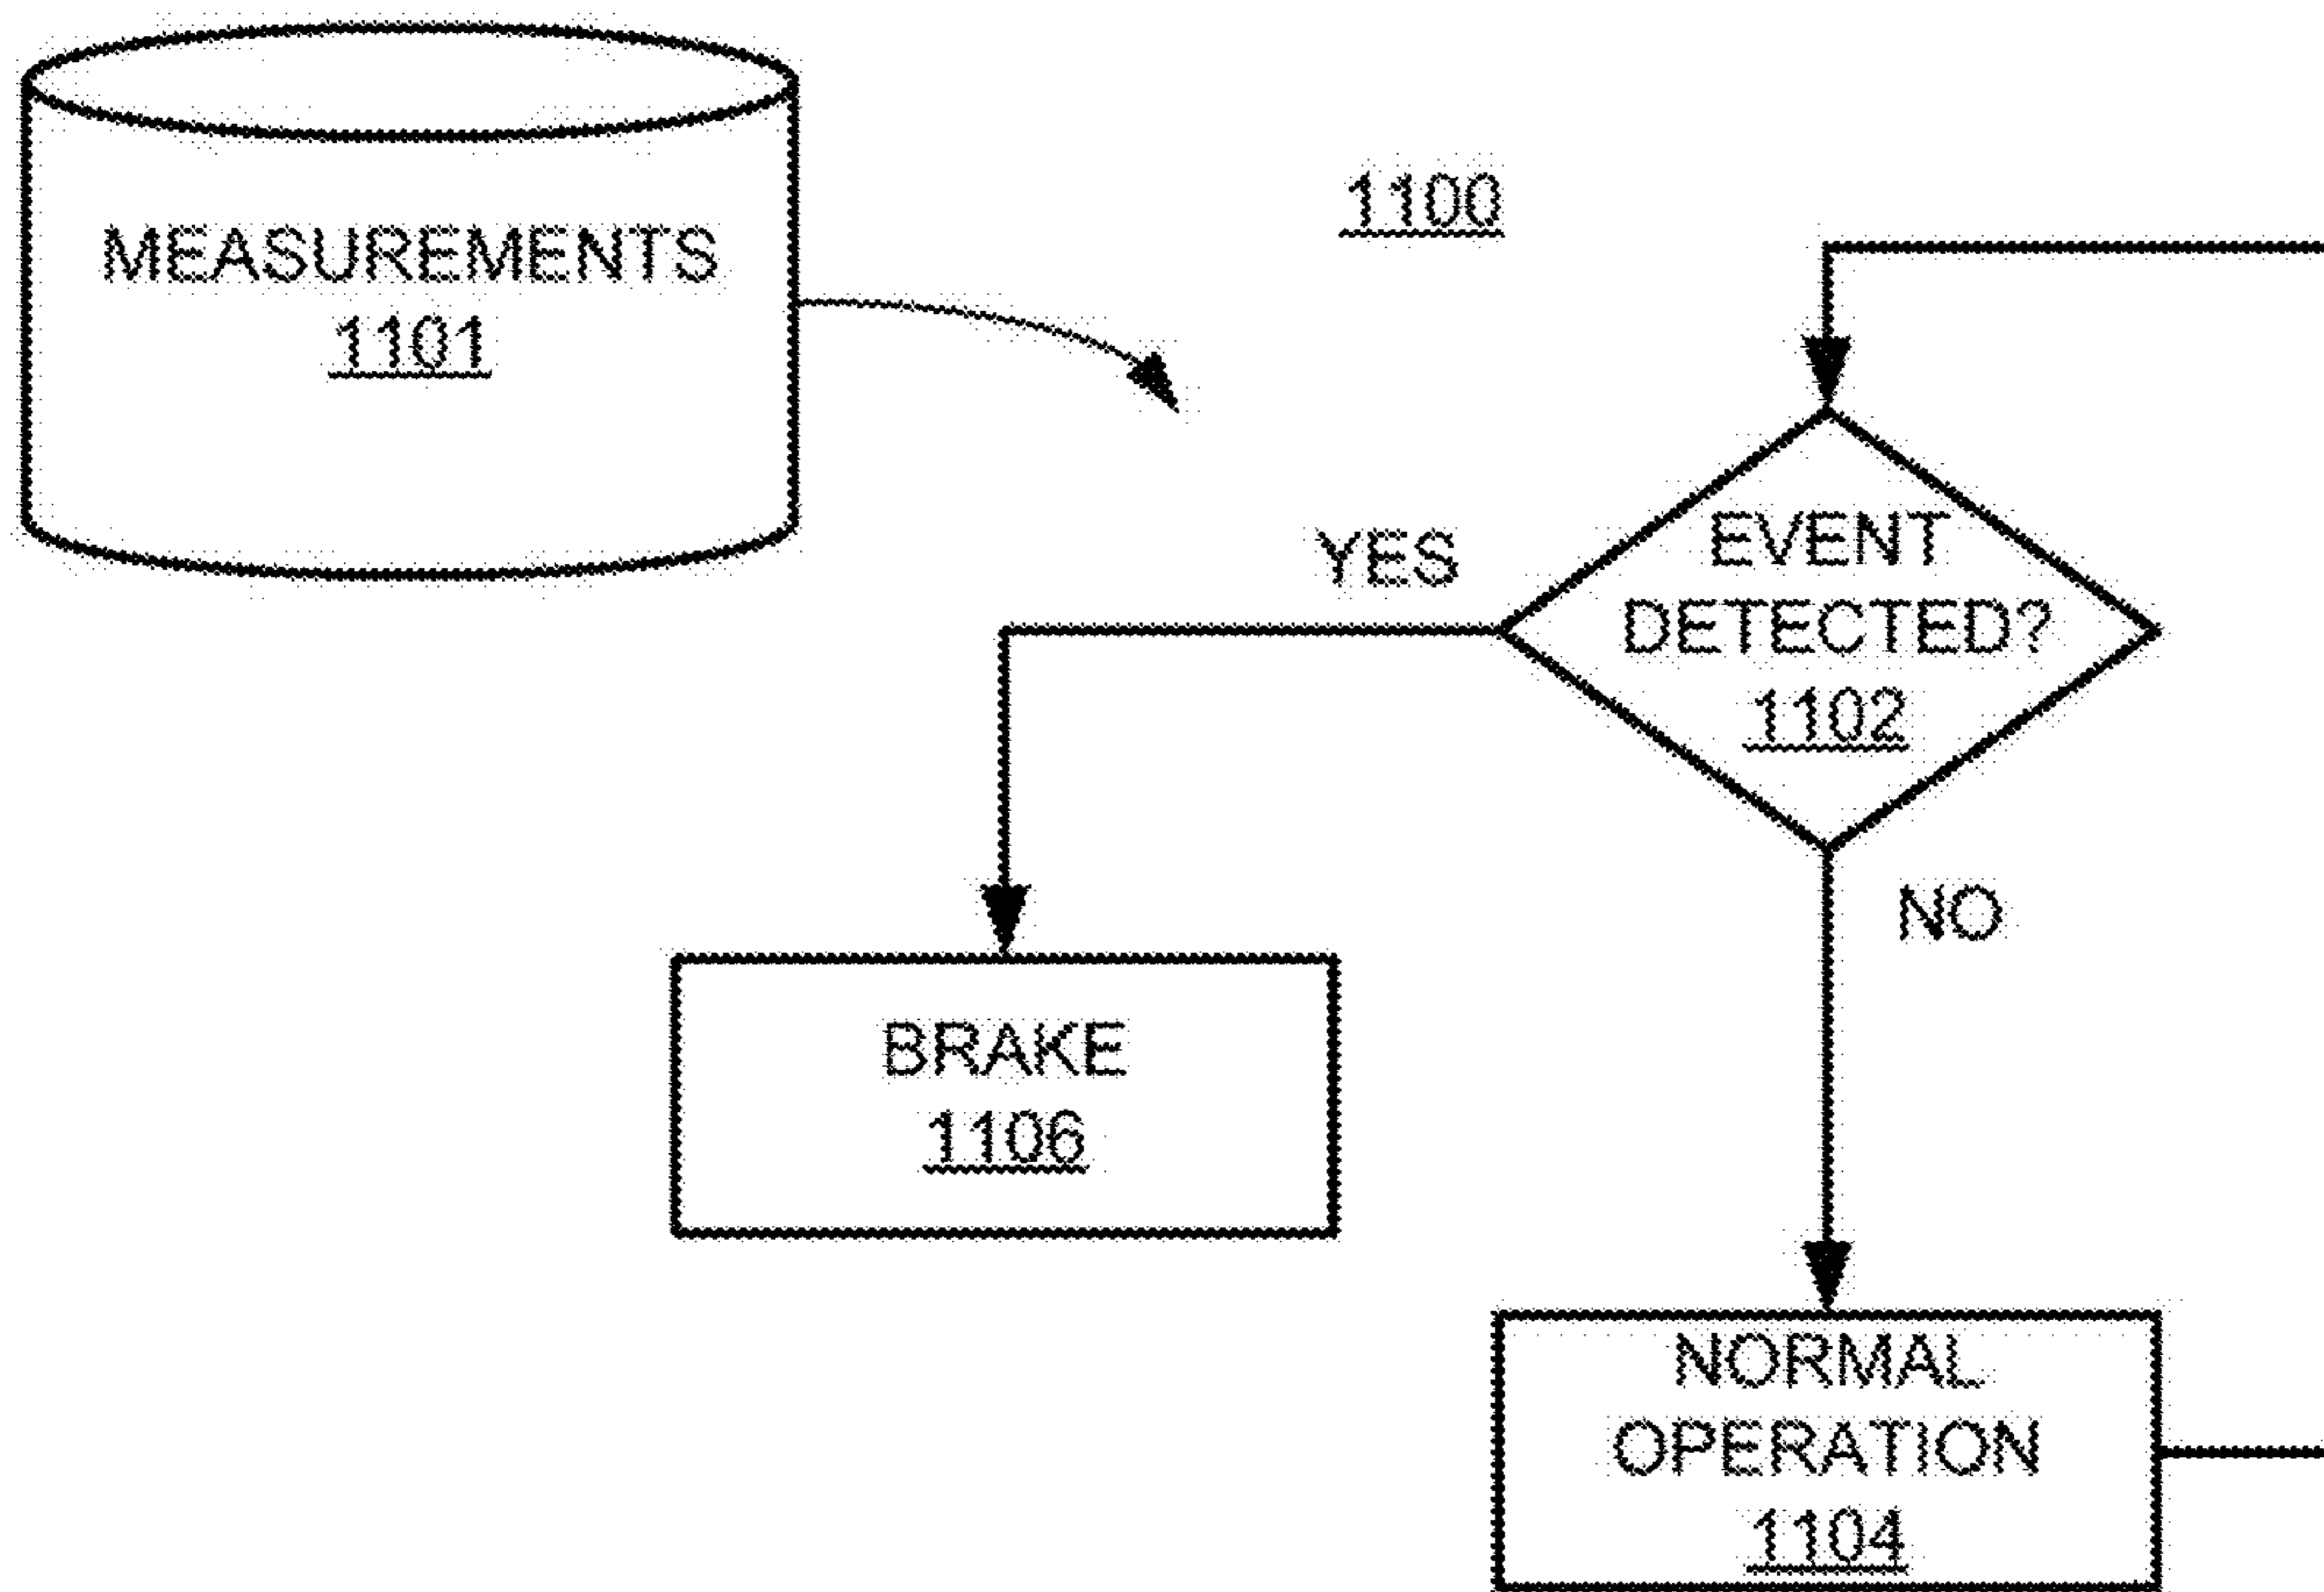 1100
MEASUREMENTS
1101
EVENT
DETECTED?
1102
YES
NO
BRAKE
1106
NORMAL
OPERATION
1104